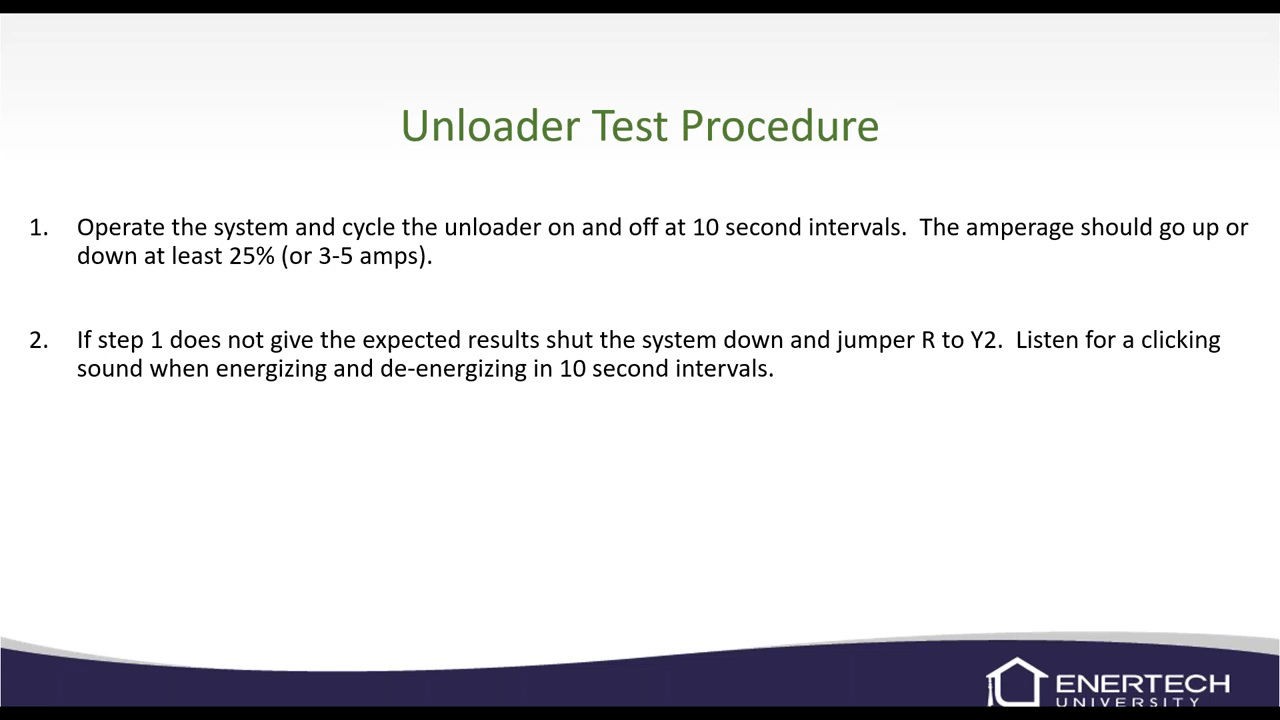 Unloader Test Procedure
1. Operate the system and cycle the unloader on and off at 10 second intervals.  The amperage should go up or
down at least 25% (or 3-5 amps).
2. If step 1 does not give the expected results shut the system down and jumper R to Y2.  Listen for a clicking
sound when energizing and de-energizing in 10 second intervals.
ENERTECH
UNIVERSITY